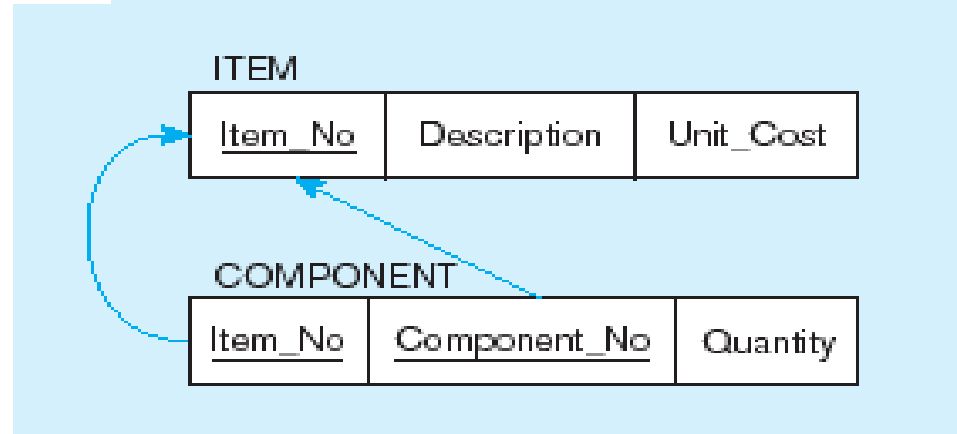 ITEM
Item_No Description Unit_Cost
COMPONENT
Item_No Component_No Quantity